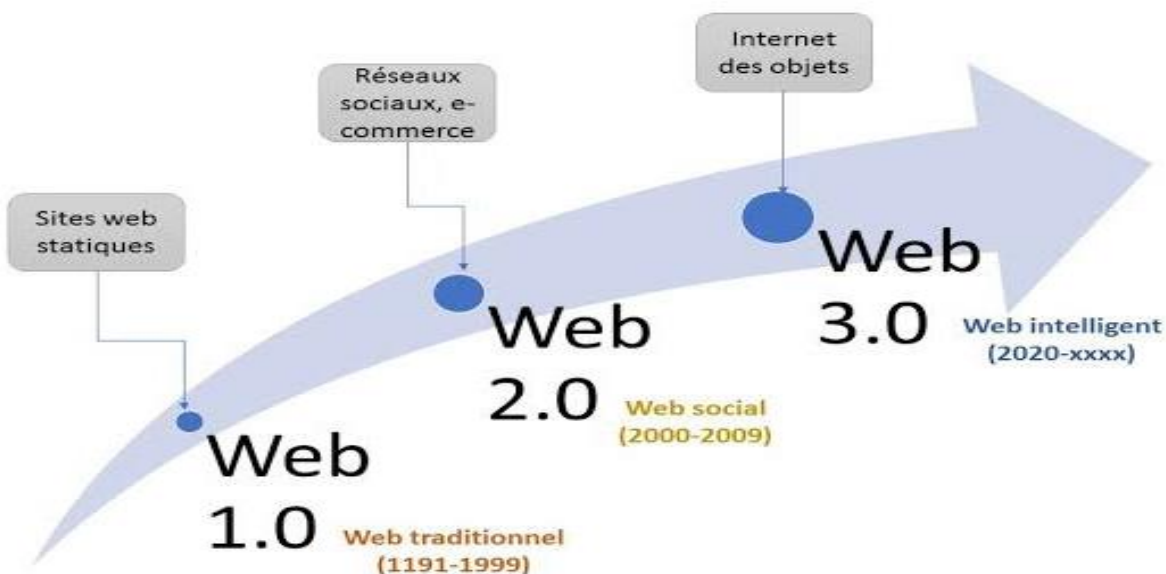 Sites web
statiques
Web
1.0
Web traditionnel
(1191-1999)
Réseaux
sociaux, e-
commerce
Web
2.0
Web social
(2000-2009)
Internet
des objets
Web
3.0
Web intelligent
(2020-xxxx)